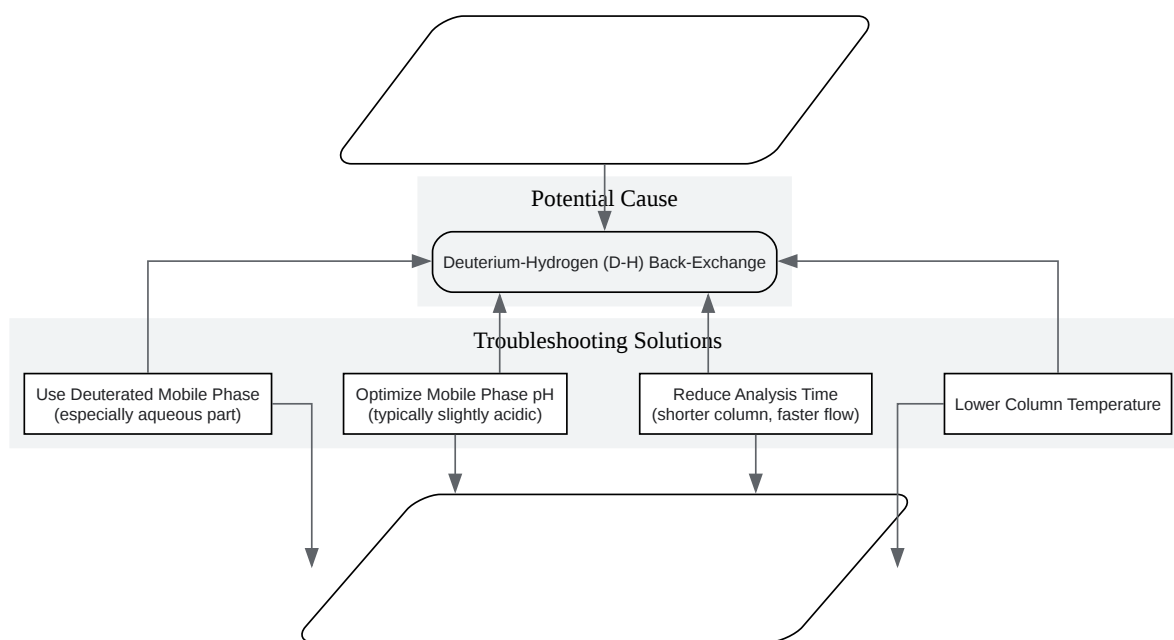 Potential Cause
Deuterium-Hydrogen (D-H) Back-Exchange
Troubleshooting Solutions
Use Deuterated Mobile Phase
(especially aqueous part)
Optimize Mobile Phase pH
(typically slightly acidic)
Reduce Analysis Time
(shorter column, faster flow)
Lower Column Temperature